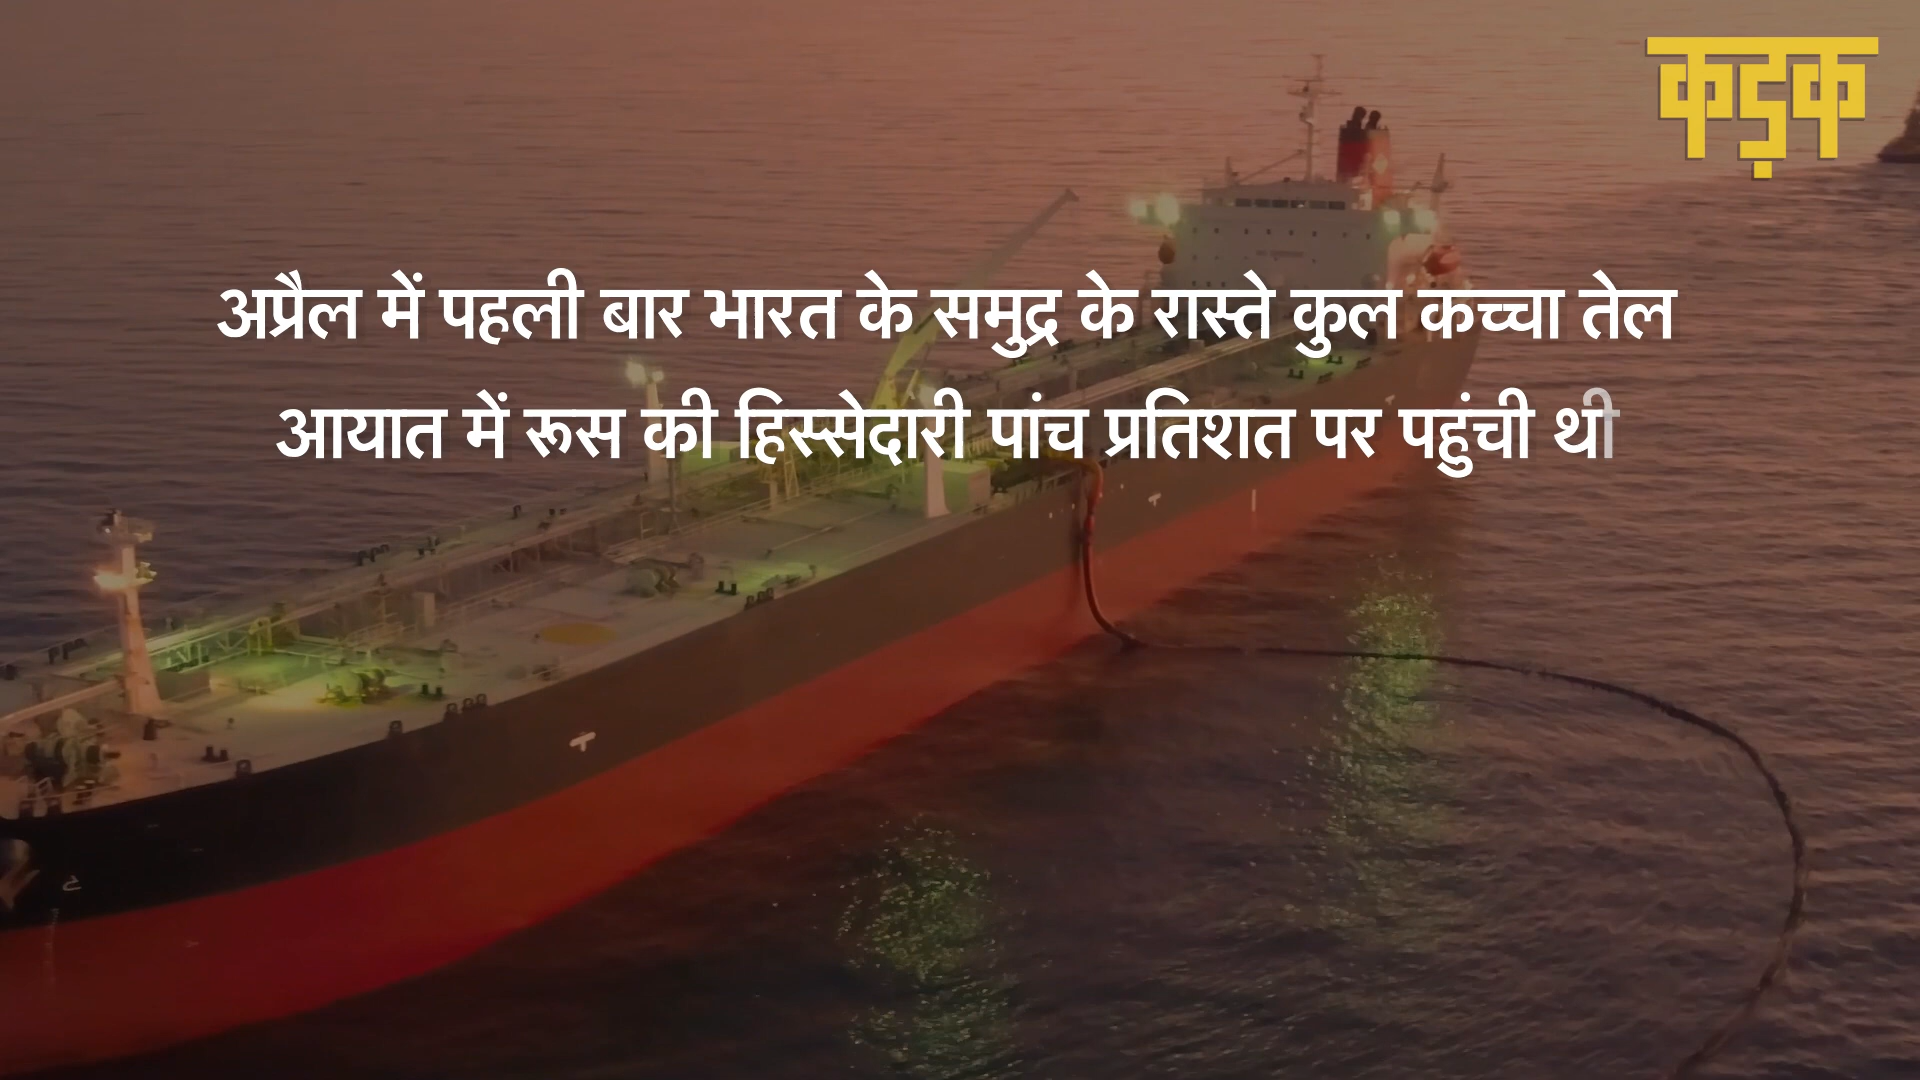 कड़क
अप्रैल में पहली बार भारत के समुद्र के रास्ते कुल कच्चा तेल
आयात में रूस की हिस्सेदारी पांच प्रतिशत पर पहुंची थी